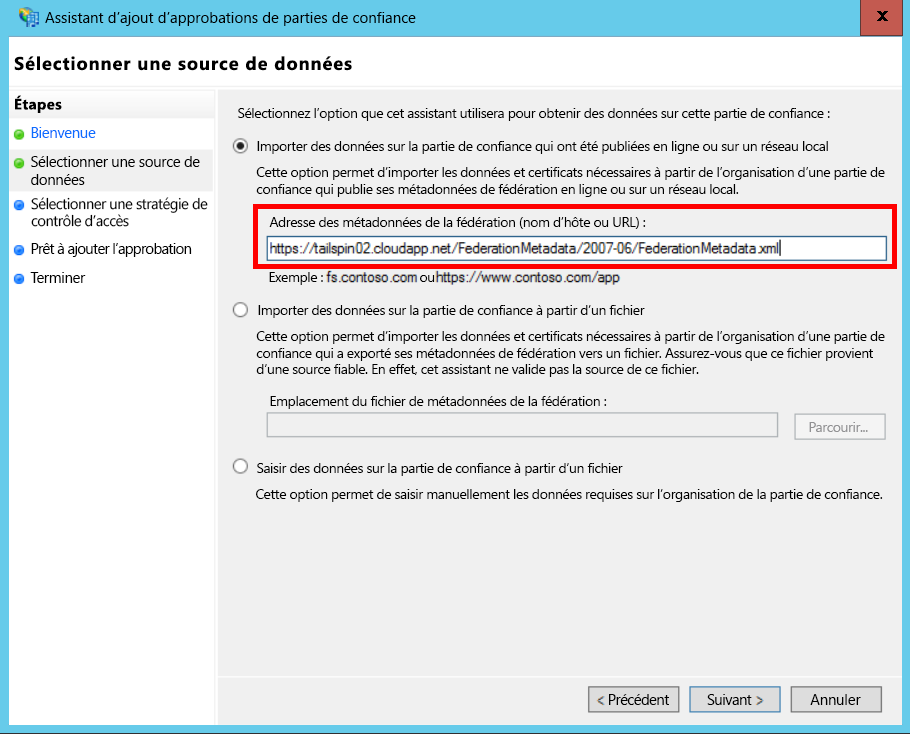 Assistant d’ajout d’approbations de parties de confiance
x
Sélectionner une source de données
Étapes
Bienvenue
Sélectionner une source de
données
Sélectionner une stratégie de
contrôle d’accès
Prêt à ajouter l’approbation
Terminer
Sélectionnez l’option que cet assistant utilisera pour obtenir des données sur cette partie de confiance :
Importer des données sur la partie de confiance qui ont été publiées en ligne ou sur un réseau local
Cette option permet d’importer les données et certificats nécessaires à partir de l’organisation d’une partie de
confiance qui publie ses métadonnées de fédération en ligne ou sur un réseau local.
Adresse des métadonnées de la fédération (nom d’hôte ou URL) :
https://tailspin02.cloudapp.net/FederationMetadata/2007-06/FederationMetadata.xml
Exemple : fs.contoso.com ou https://www.contoso.com/app
Importer des données sur la partie de confiance à partir d’un fichier
Cette option permet d’importer les données et certificats nécessaires à partir de l’organisation d’une partie de
confiance qui a exporté ses métadonnées de fédération vers un fichier. Assurez-vous que ce fichier provient
d’une source fiable. En effet, cet assistant ne valide pas la source de ce fichier.
Emplacement du fichier de métadonnées de la fédération :
Parcourir...
Saisir des données sur la partie de confiance à partir d’un fichier
Cette option permet de saisir manuellement les données requises sur l’organisation de la partie de confiance.
< Précédent
Suivant >
Annuler